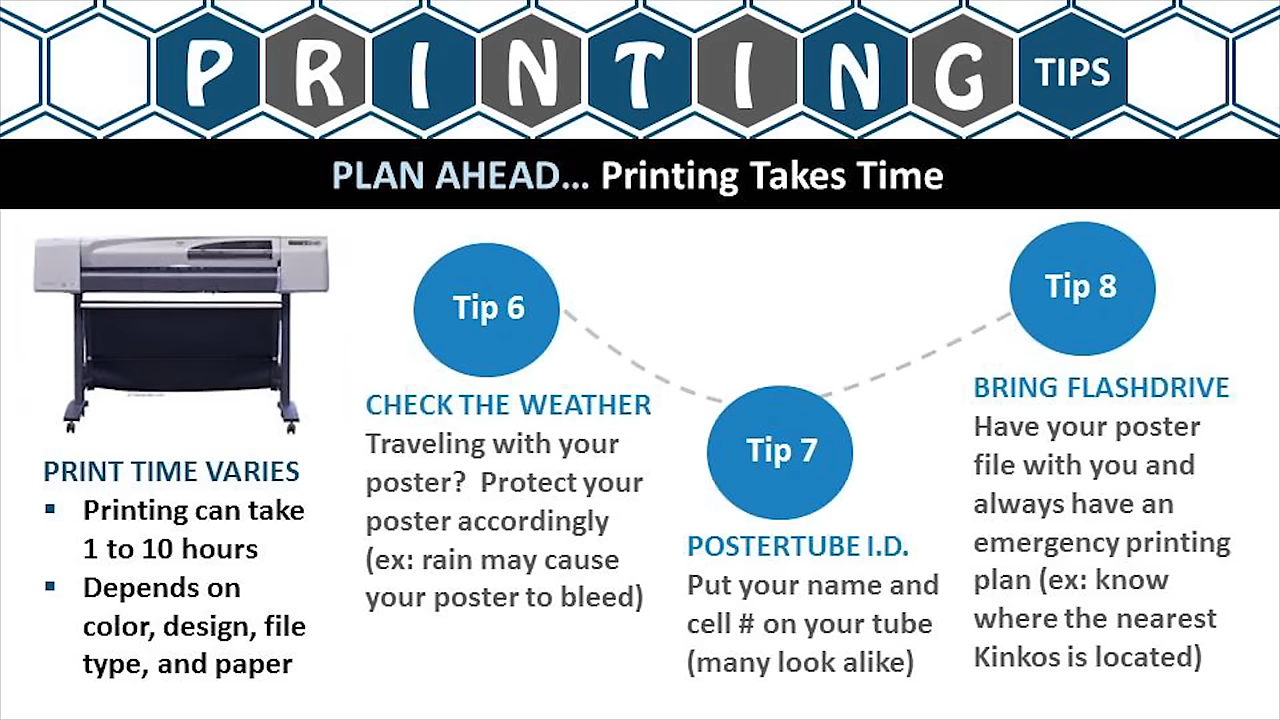 PRINTING TIPS
PLAN AHEAD... Printing Takes Time
PRINT TIME VARIES
▪ Printing can take
1 to 10 hours
▪ Depends on
color, design, file
type, and paper
Tip 6
CHECK THE WEATHER
Traveling with your
poster?  Protect your
poster accordingly
(ex: rain may cause
your poster to bleed)
Tip 7
POSTERTUBE I.D.
Put your name and
cell # on your tube
(many look alike)
Tip 8
BRING FLASHDRIVE
Have your poster
file with you and
always have an
emergency printing
plan (ex: know
where the nearest
Kinkos is located)